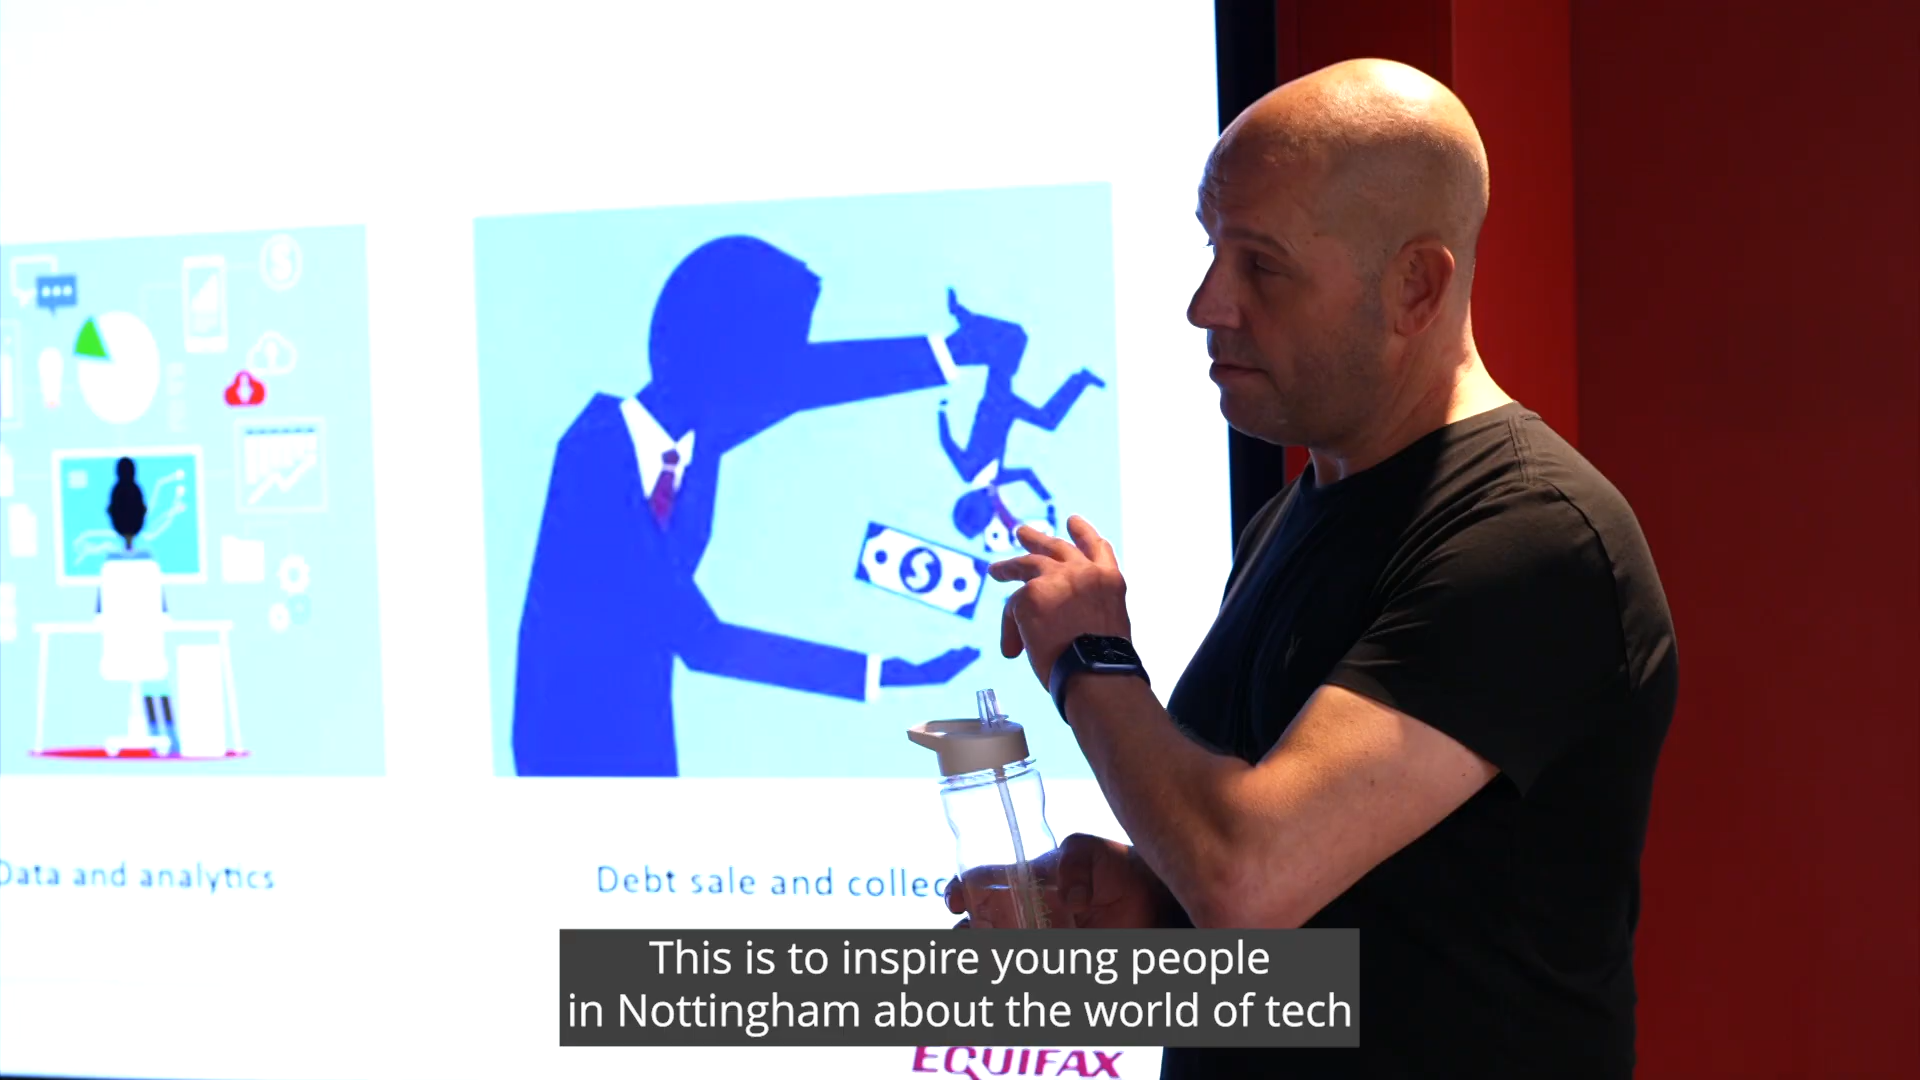 Data and analytics
Debt sale and collec
This is to inspire young people
in Nottingham about the world of tech
EQUIFAX